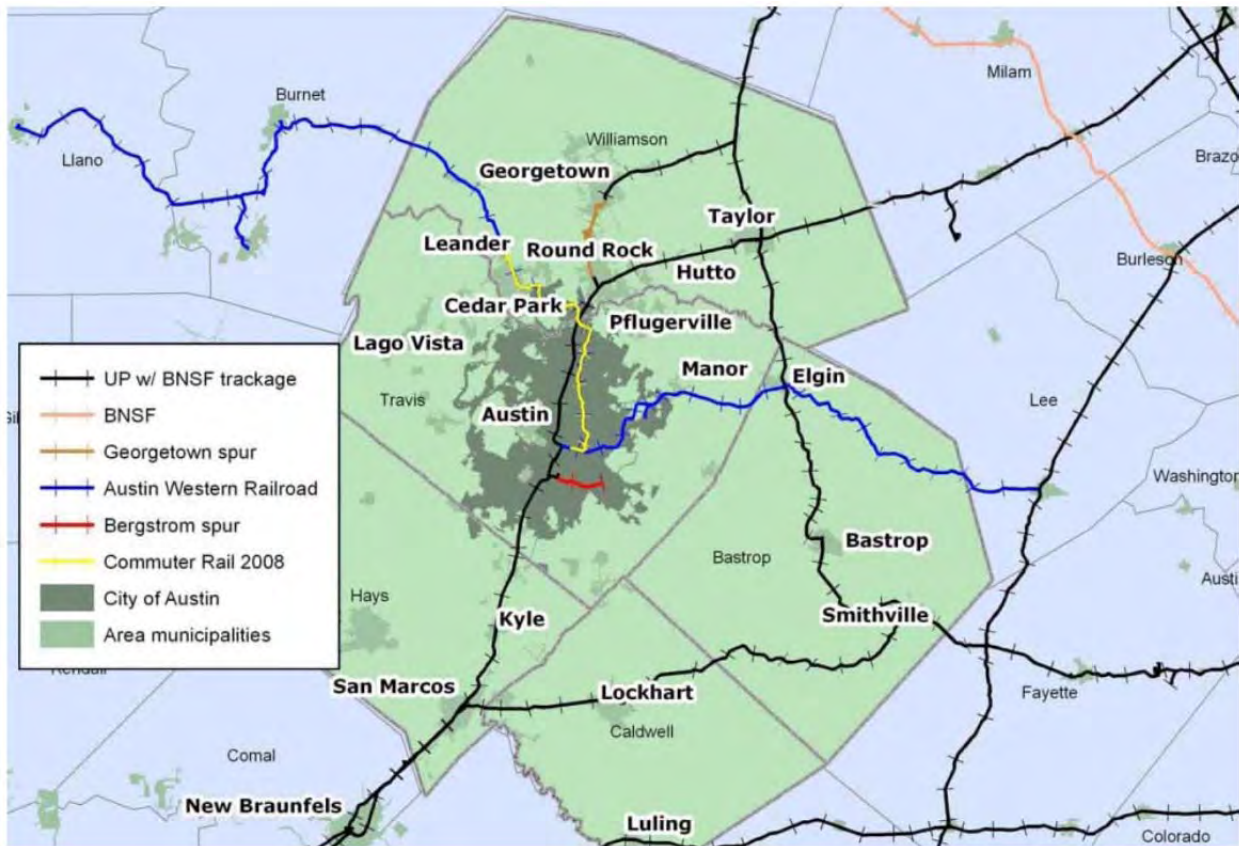 Milam
Burnet
Williamson
Llano
Brazo
Georgetown
Taylor
Leander
Round Rock
Hutto
Burleson
Cedar Park
Pflugerville
Lago Vista
Manor
Elgin
UP w/ BNSF trackage
BNSF
Georgetown spur
Austin Western Railroad
Bergstrom spur
Commuter Rail 2008
City of Austin
Area municipalities
Travis
Lee
Austin
Washington
Bastrop
Bastrop
Austi
Hays
Kyle
Smithville
Kendall
San Marcos
Lockhart
Fayette
Caldwell
Comal
New Braunfels
Luling
Colorado